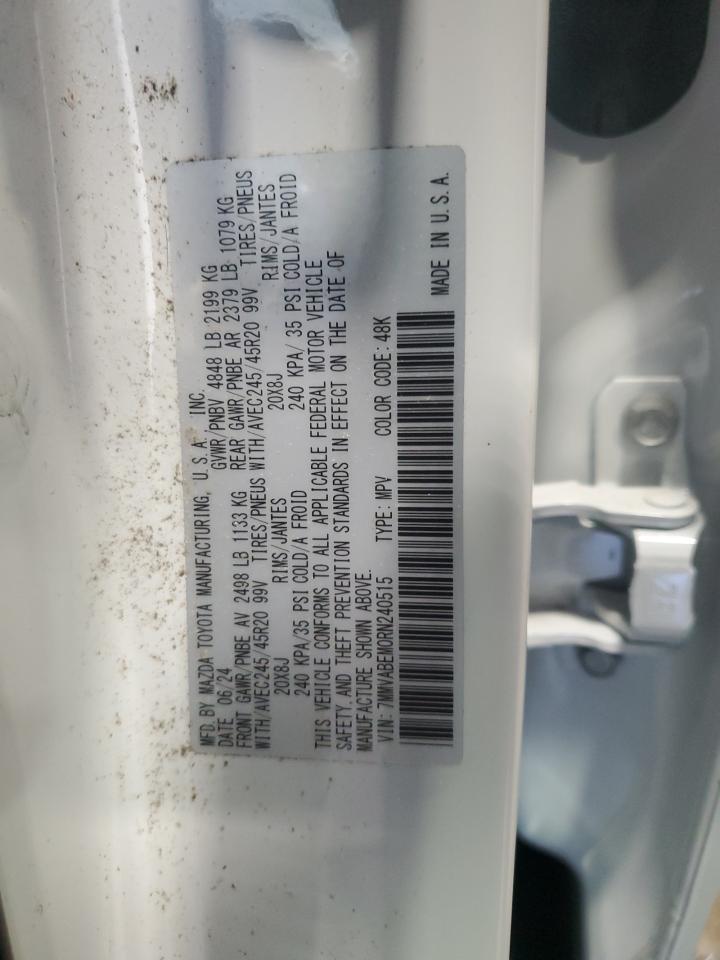 MFD. BY MAZDA TOYOTA MANUFACTURING, U.S.A., INC.
DATE 06/24 GVWR/PNBV 4848 LB 2199 KG
FRONT GAWR/PNBE AV 2498 LB 1133 KG REAR GAWR/PNBE AR 2379 LB 1079 KG
WITH/AVEC245/45R20 99V TIRES/PNEUS WITH/AVEC245/45R20 99V TIRES/PNEUS
20X8J RIMS/JANTES 20X8J RIMS/JANTES
240 KPA/35 PSI COLD/A FROID 240 KPA/ 35 PSI COLD/A FROID
THIS VEHICLE CONFORMS TO ALL APPLICABLE FEDERAL MOTOR VEHICLE
SAFETY, AND THEFT PREVENTION STANDARDS IN EFFECT ON THE DATE OF
MANUFACTURE SHOWN ABOVE.
VIN: 7MMVABEM0RN240515 TYPE: MPV COLOR CODE: 48K
MADE IN U.S.A.